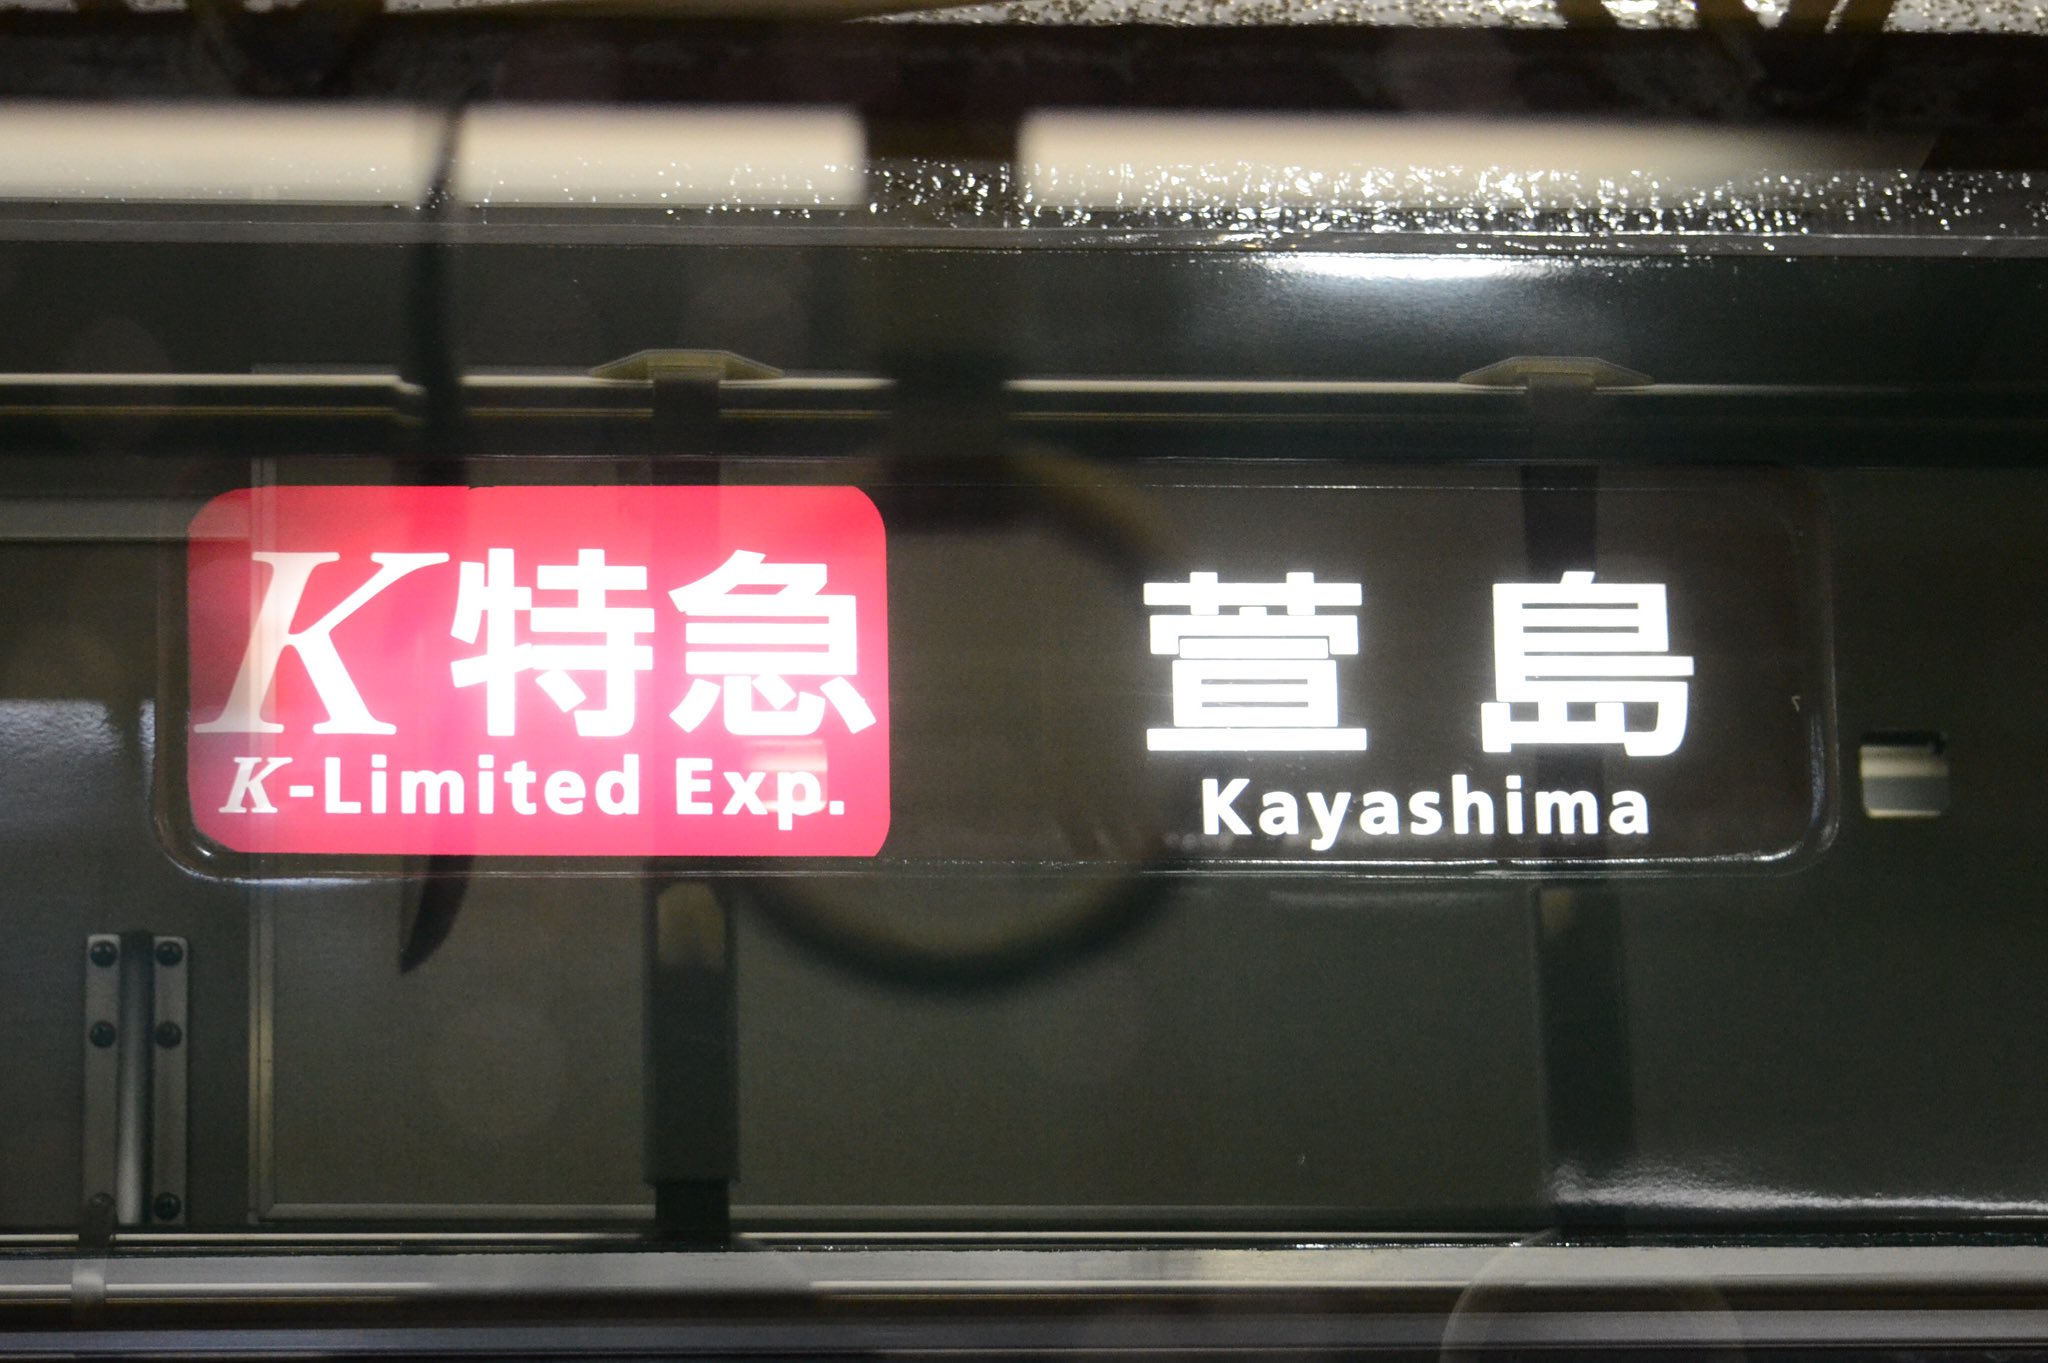 K特急
K-Limited Exp.
萱島
Kayashima